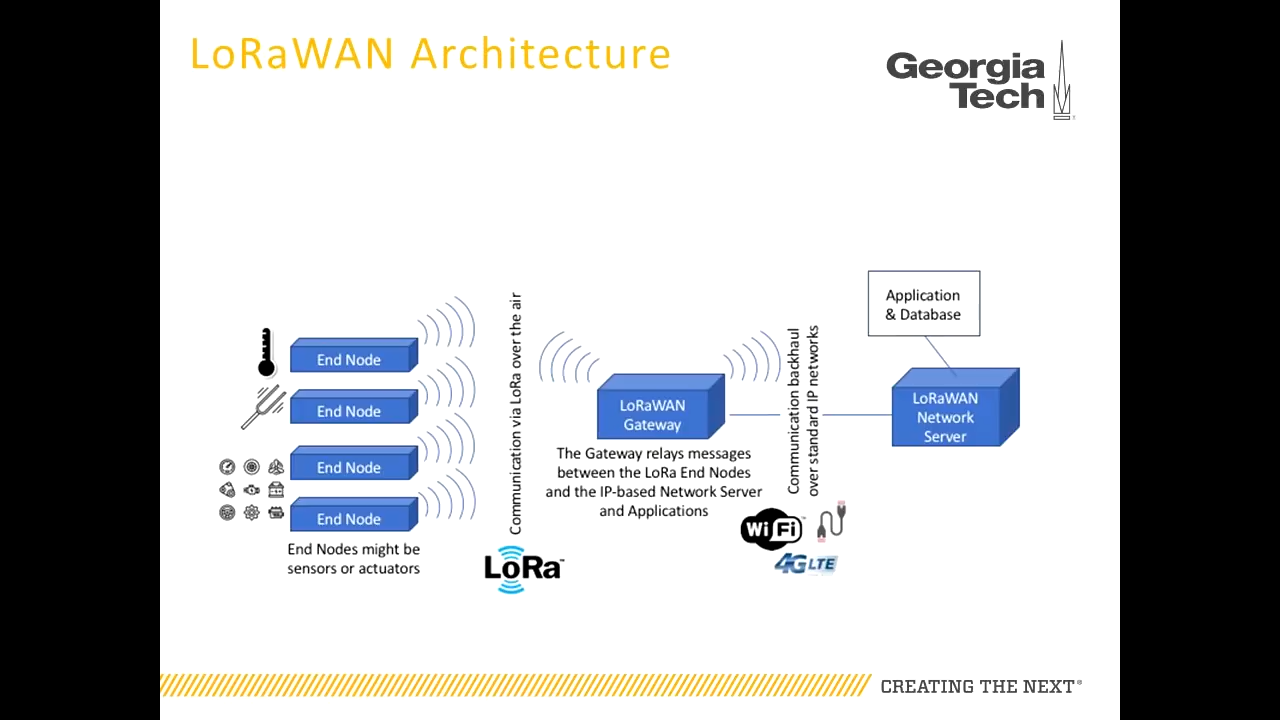 LoRaWAN Architecture
Georgia
Tech
Application
& Database
End Node
End Node
End Node
End Node
End Nodes might be
sensors or actuators
Communication via LoRa over the air
LoRa™
LoRaWAN
Gateway
The Gateway relays messages
between the LoRa End Nodes
and the IP-based Network Server
and Applications
Communication backhaul
over standard IP networks
WiFi™
4G LTE
LoRaWAN
Network
Server
CREATING THE NEXT®